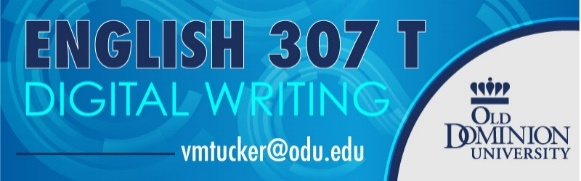 ENGLISH 307 T
DIGITAL WRITING
vmtucker@odu.edu
OLD
DOMINION
UNIVERSITY